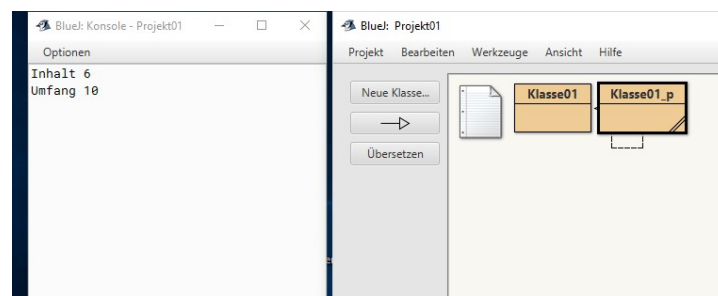 BlueJ: Konsole - Projekt01
Optionen
Inhalt 6
Umfang 10
BlueJ: Projekt01
Projekt Bearbeiten Werkzeuge Ansicht Hilfe
Neue Klasse...
Übersetzen
Klasse01
Klasse01_p